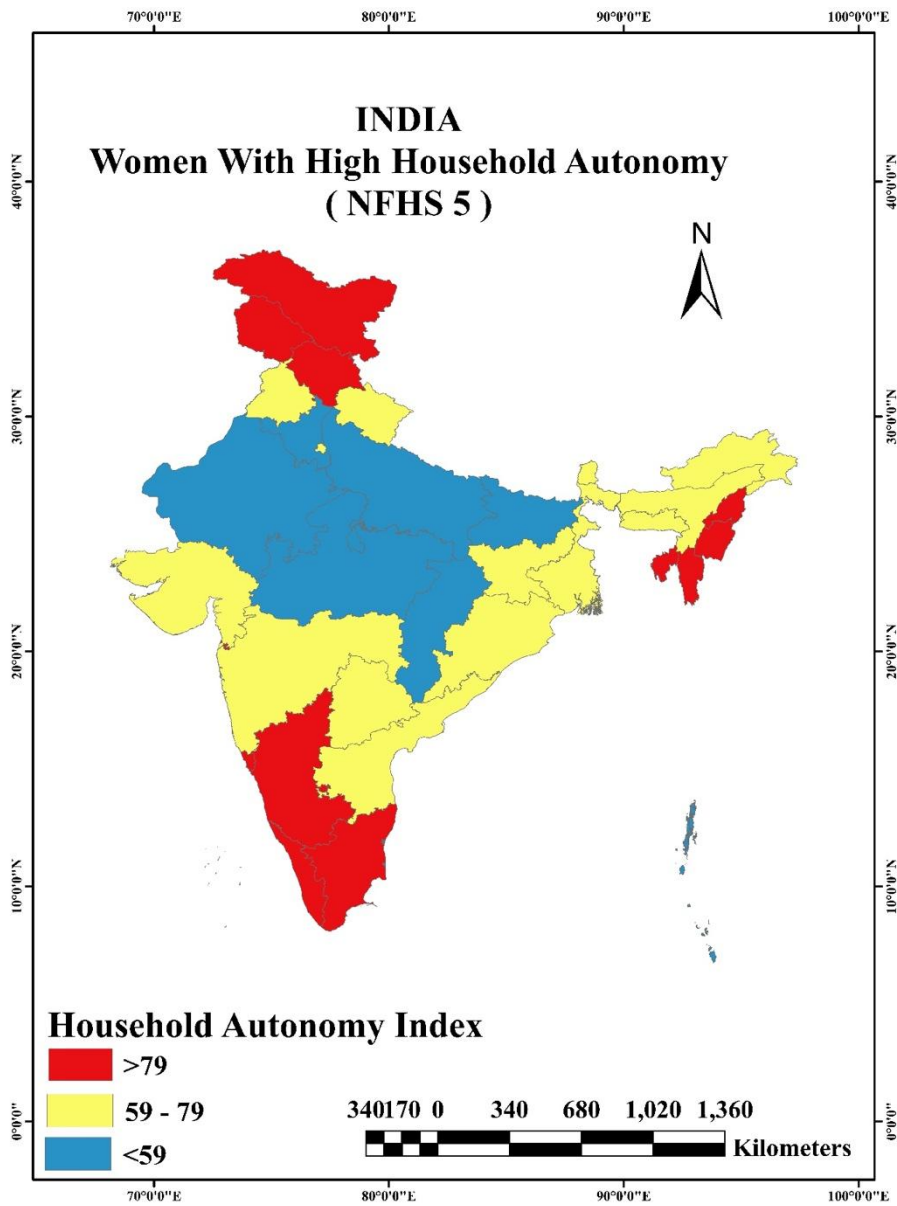 70°0'0"E 80°0'0"E 90°0'0"E 100°0'0"E
INDIA
Women With High Household Autonomy
( NFHS 5 )
N
40°0'0"N 40°0'0"N
30°0'0"N 30°0'0"N
20°0'0"N 20°0'0"N
10°0'0"N 10°0'0"N
0°0'0" 0°0'0"
Household Autonomy Index
>79
59 - 79
<59
340170 0 340 680 1,020 1,360
Kilometers
70°0'0"E 80°0'0"E 90°0'0"E 100°0'0"E